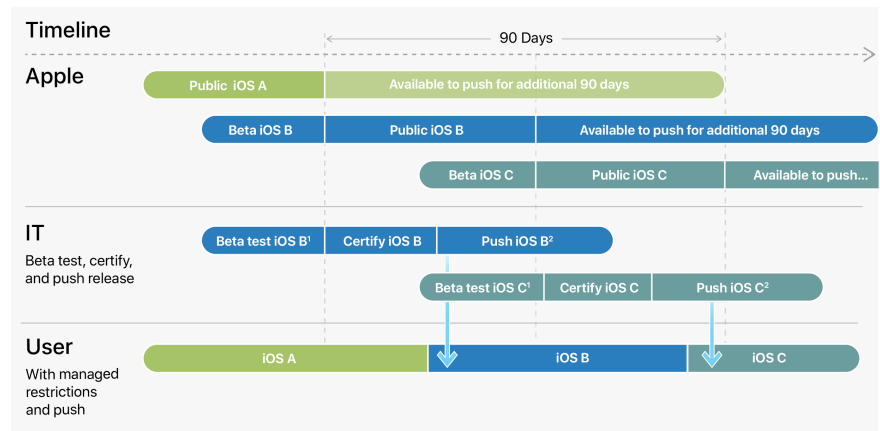 Timeline
90 Days
Apple
Public iOS A
Available to push for additional 90 days
Beta iOS B
Public iOS B
Available to push for additional 90 days
Beta iOS C
Public iOS C
Available to push...
IT
Beta test, certify,
and push release
Beta test iOS B¹
Certify iOS B
Push iOS B²
Beta test iOS C¹
Certify iOS C
Push iOS C²
User
With managed
restrictions
and push
iOS A
iOS B
iOS C